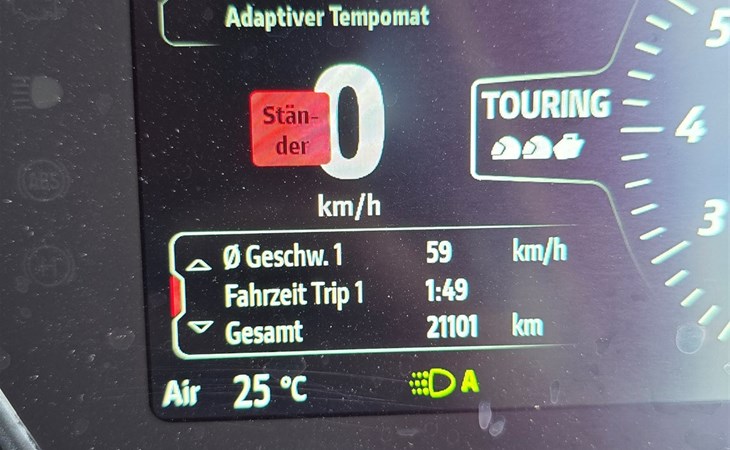 Adaptiver Tempomat
5
Stän-
der
0
km/h
TOURING
4
3
Ø Geschw. 1 59 km/h
Fahrzeit Trip 1 1:49
Gesamt 21101 km
Air 25 °C
A
ABS